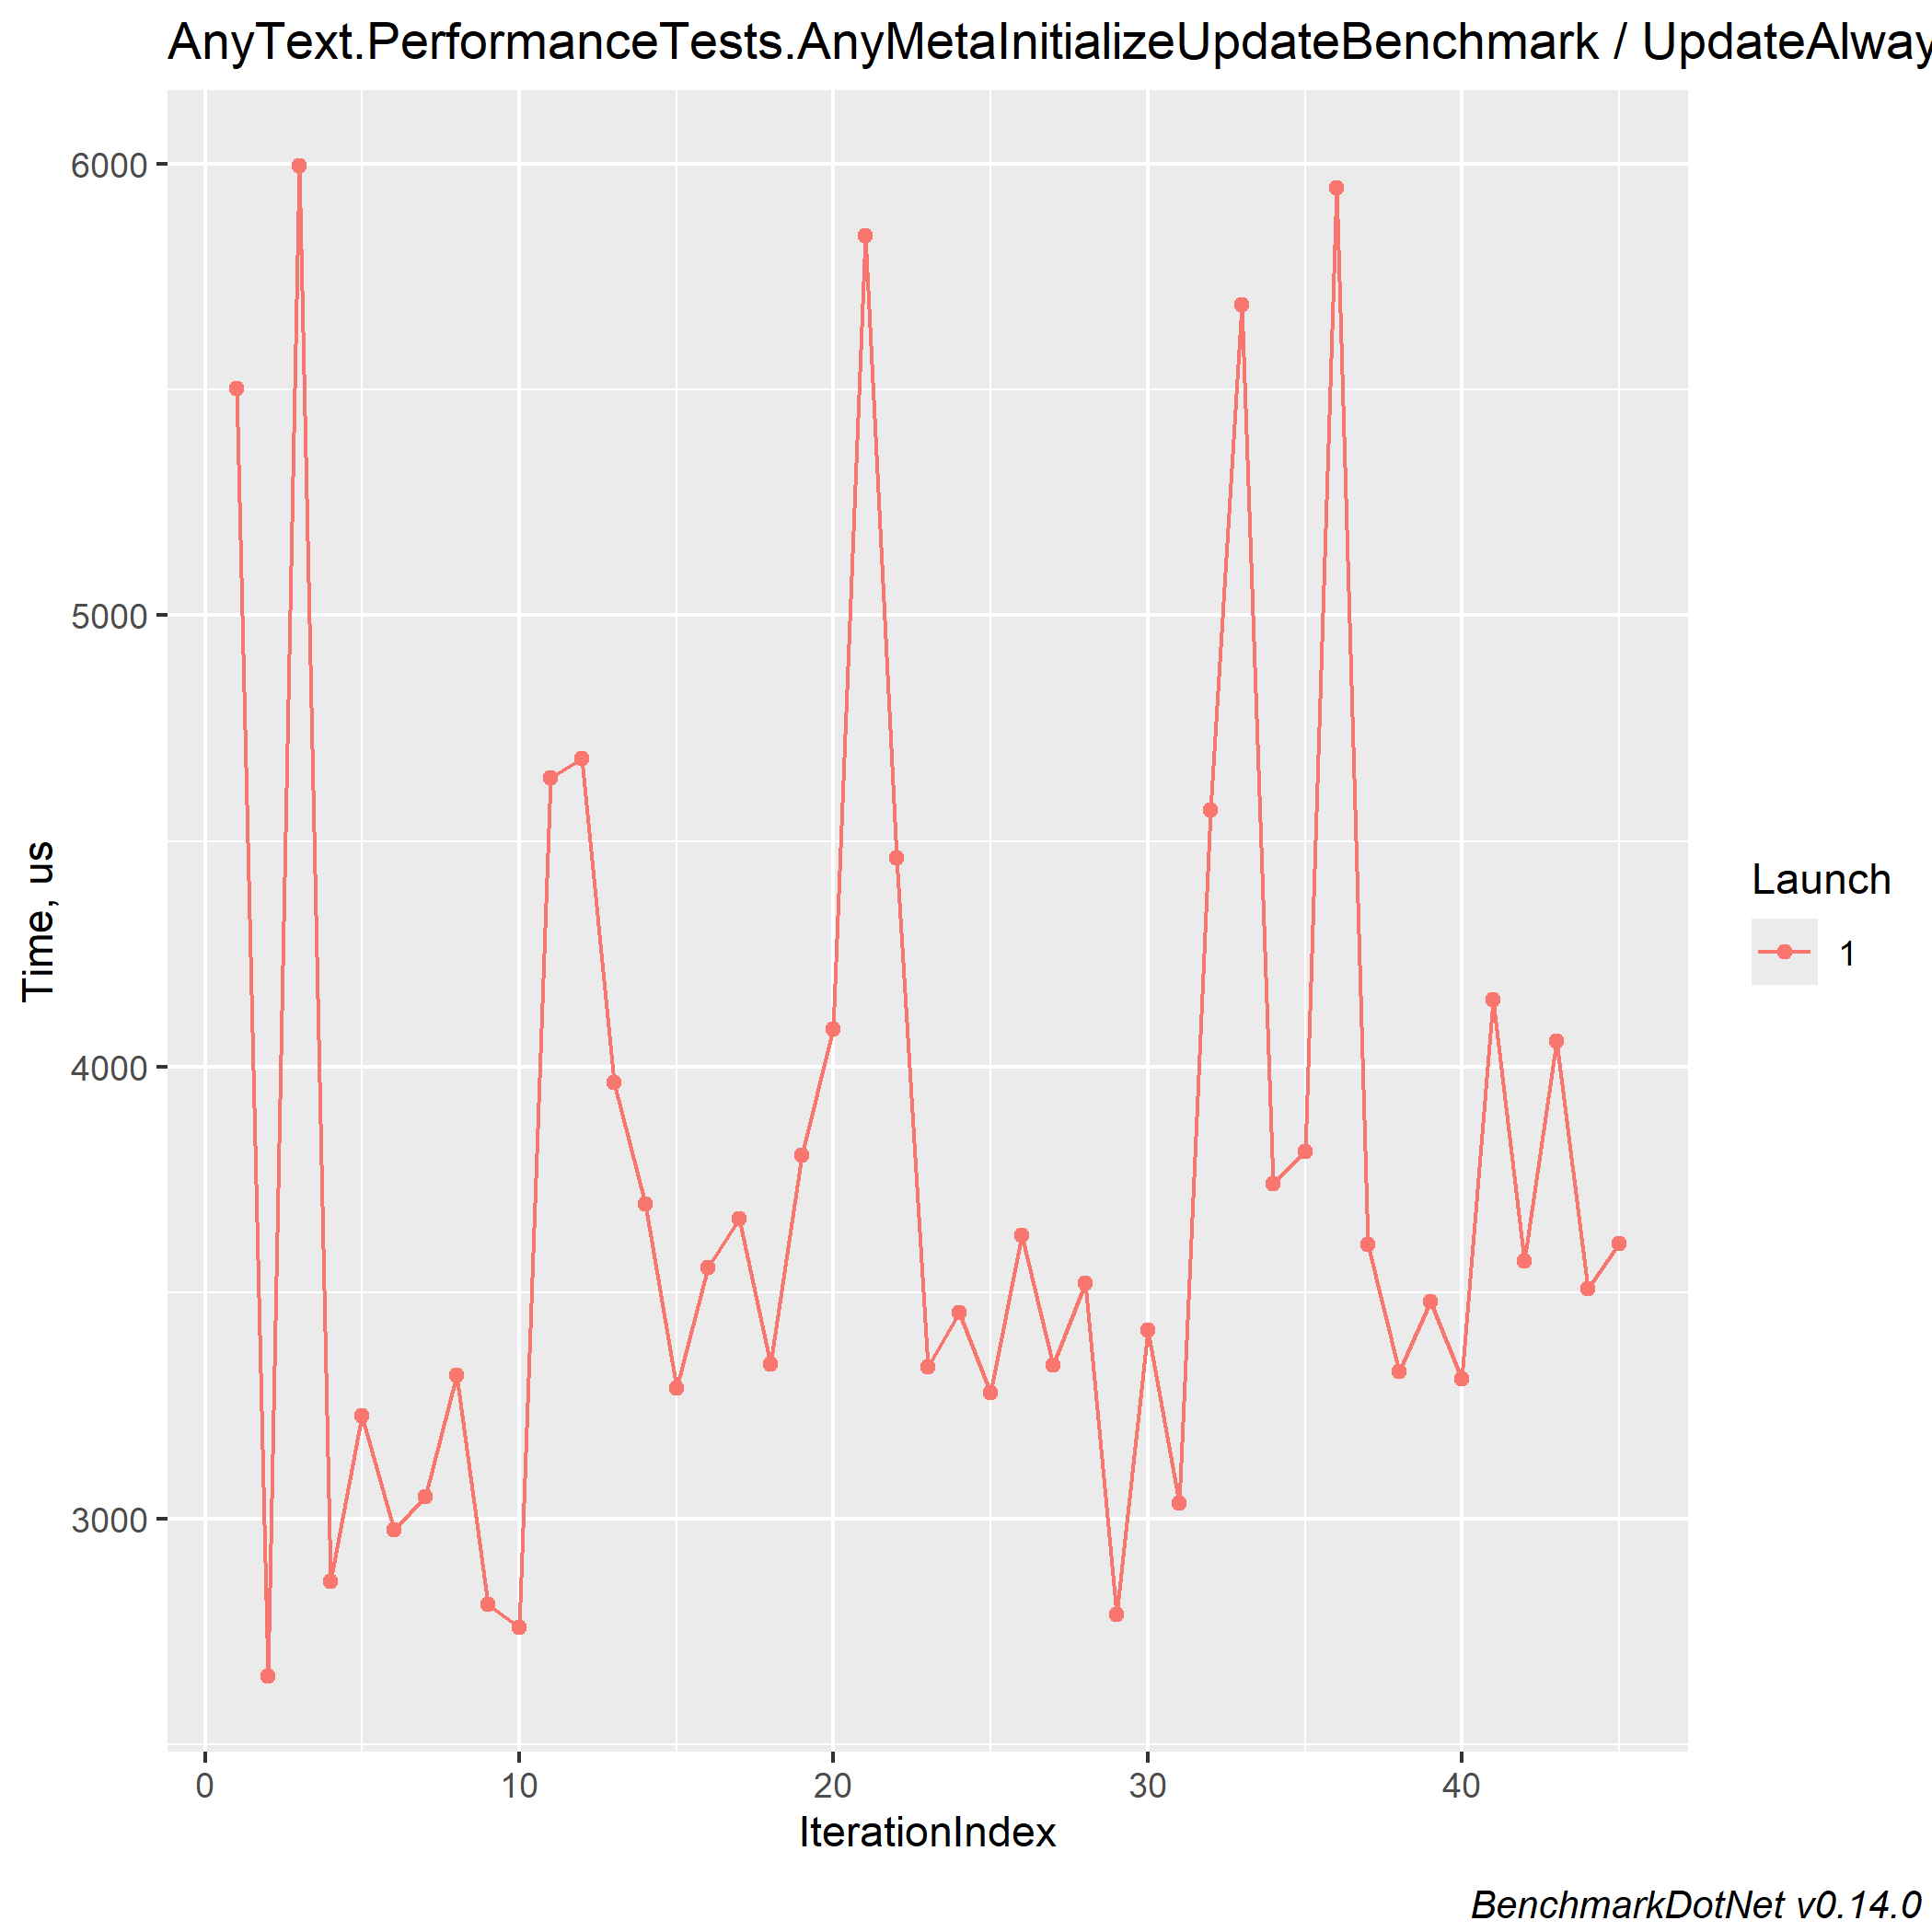 AnyText.PerformanceTests.AnyMetaInitializeUpdateBenchmark / UpdateAlway
6000
5000
4000
3000
Time, us
0 10 20 30 40
IterationIndex
Launch
1
BenchmarkDotNet v0.14.0